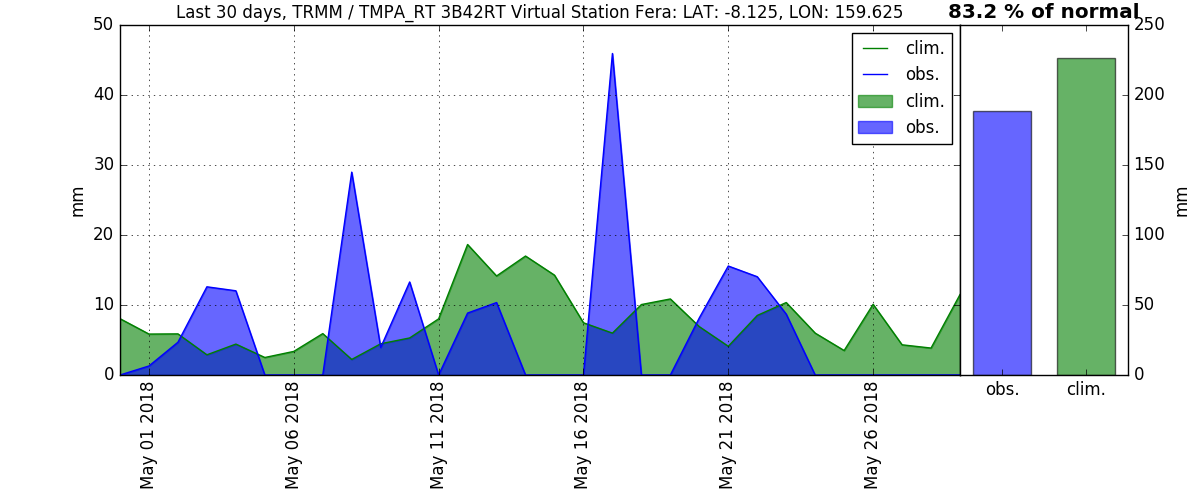 Last 30 days, TRMM / TMPA_RT 3B42RT Virtual Station Fera: LAT: -8.125, LON: 159.625
83.2 % of normal
50
40
30
20
10
0
mm
clim.
obs.
clim.
obs.
250
200
150
100
50
0
mm
May 01 2018
May 06 2018
May 11 2018
May 16 2018
May 21 2018
May 26 2018
obs.
clim.